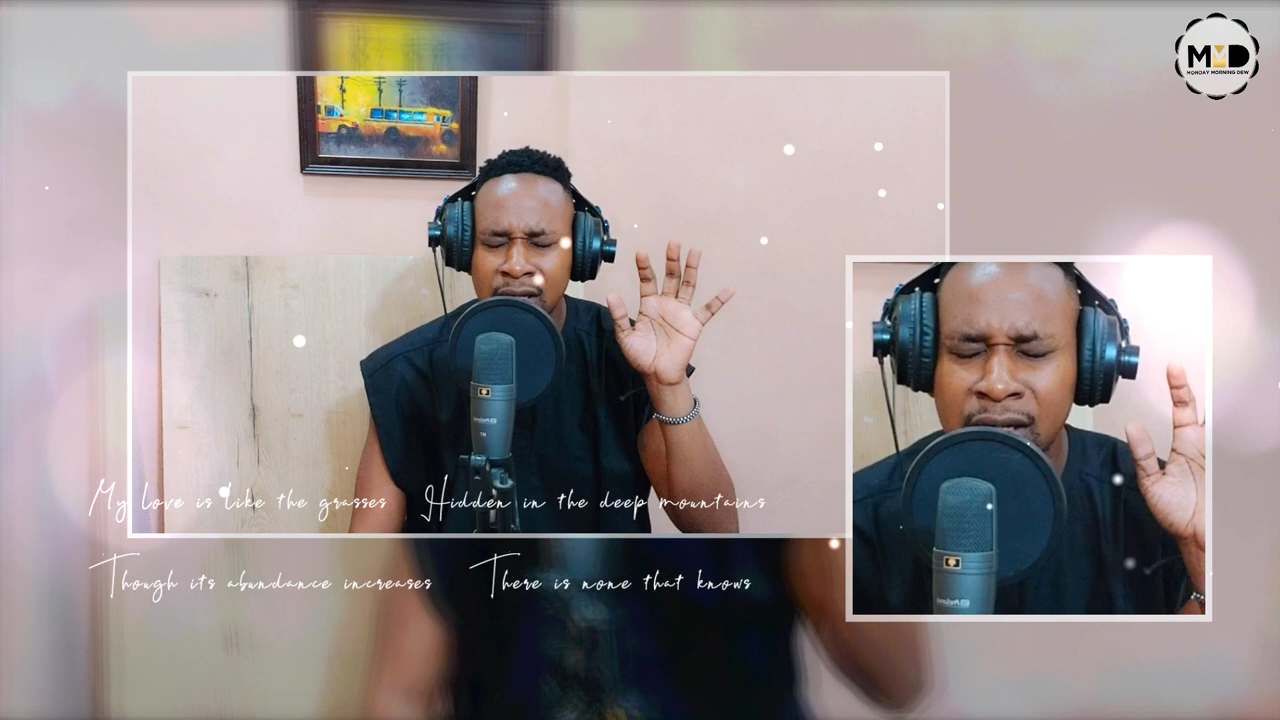 MMD
MONDAY MORNING DEW
My love is like the grasses Hidden in the deep mountains
Though its abundance increases There is none that knows